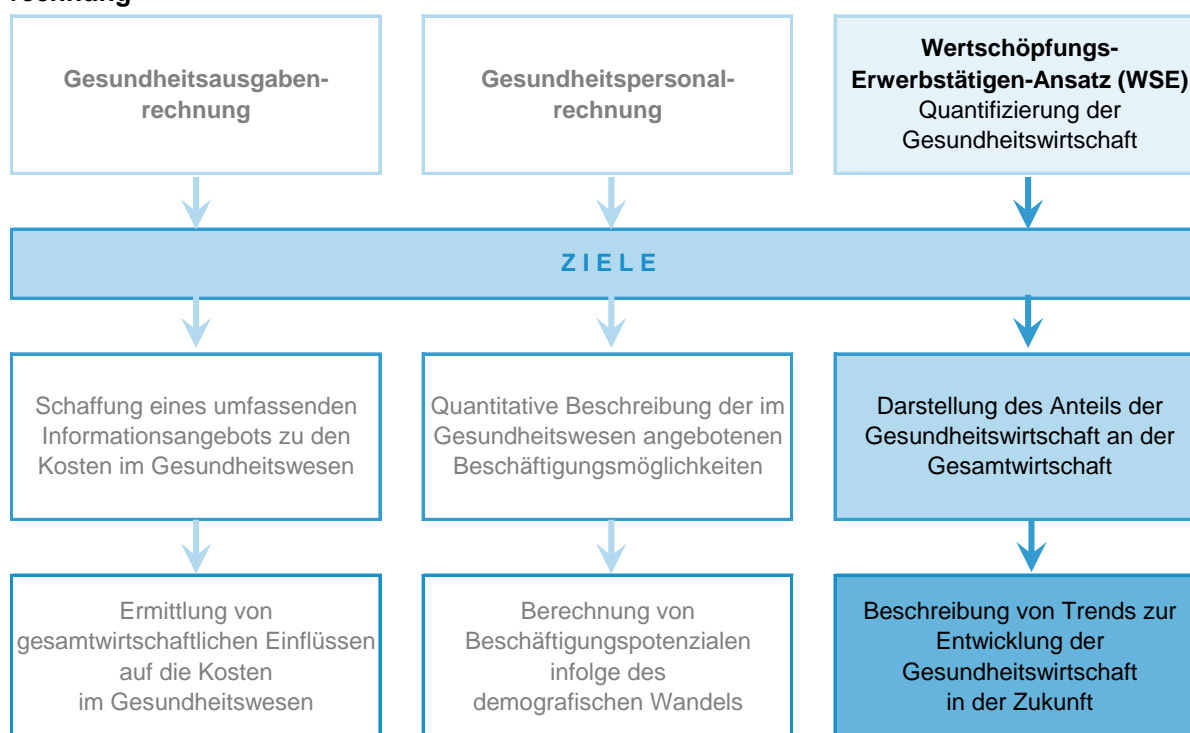 Gesundheitsausgaben-
rechnung
Gesundheitspersonal-
rechnung
Wertschöpfungs-
Erwerbstätigen-Ansatz (WSE)
Quantifizierung der
Gesundheitswirtschaft
Z I E L E
Schaffung eines umfassenden
Informationsangebots zu den
Kosten im Gesundheitswesen
Quantitative Beschreibung der im
Gesundheitswesen angebotenen
Beschäftigungsmöglichkeiten
Darstellung des Anteils der
Gesundheitswirtschaft an der
Gesamtwirtschaft
Ermittlung von
gesamtwirtschaftlichen Einflüssen
auf die Kosten
im Gesundheitswesen
Berechnung von
Beschäftigungspotenzialen
infolge des
demografischen Wandels
Beschreibung von Trends zur
Entwicklung der
Gesundheitswirtschaft
in der Zukunft